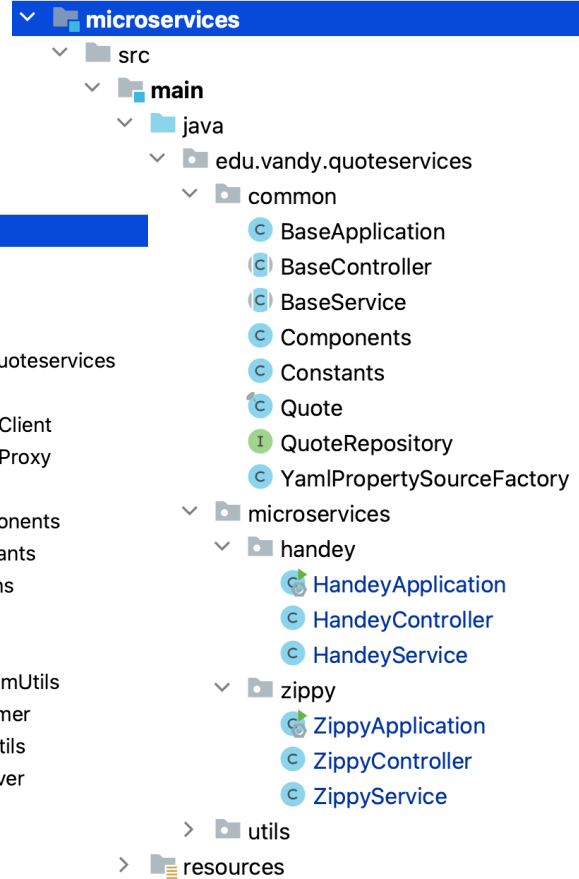 microservices
src
main
java
edu.vandy.quoteservices
common
C BaseApplication
C BaseController
C BaseService
C Components
uoteservices
C Constants
C Quote
Client
I QuoteRepository
Proxy
C YamlPropertySourceFactory
microservices
onents
handey
ants
C HandeyApplication
ns
C HandeyController
C HandeyService
mUtils
zippy
mer
C ZippyApplication
tils
C ZippyController
ver
C ZippyService
utils
resources